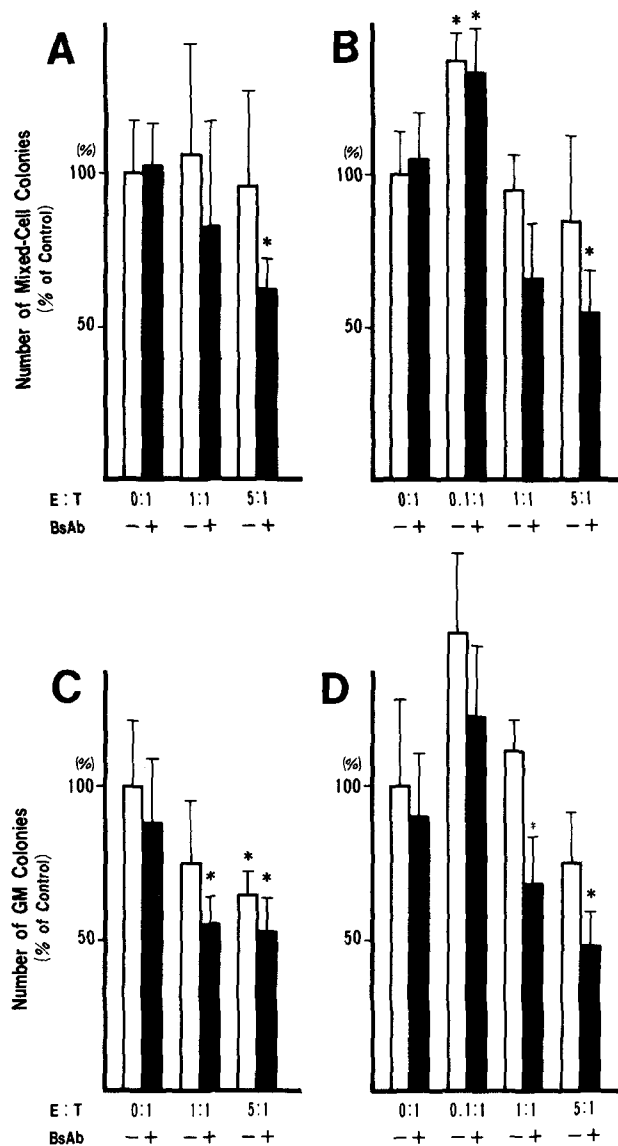 A
B
Number of Mixed-Cell Colonies
(% of Control)
(%)
100
50
(%)
100
50
*
* *
*
E : T 0:1 1:1 5:1 0:1 0.1:1 1:1 5:1
BsAb - + - + - + - + - + - + - +
C
D
Number of GM Colonies
(% of Control)
(%)
100
50
(%)
100
50
* * *
* *
E : T 0:1 1:1 5:1 0:1 0.1:1 1:1 5:1
BsAb - + - + - + - + - + - + - +